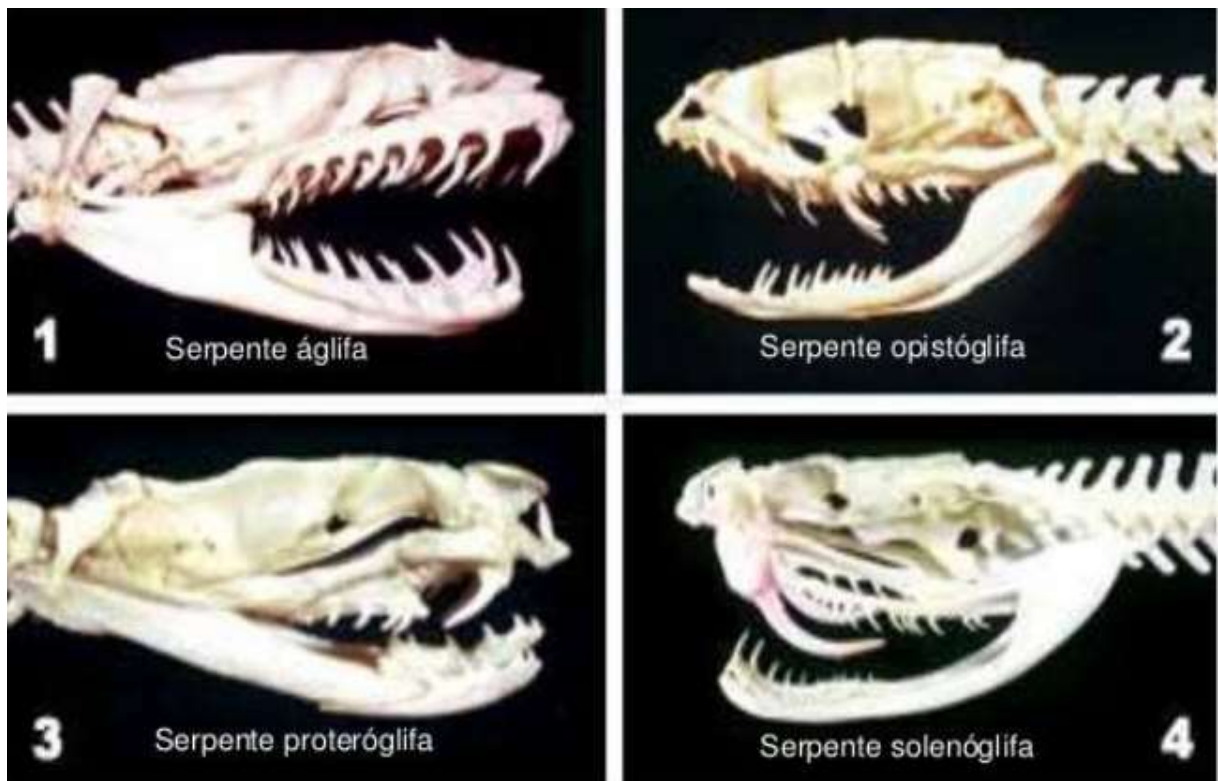 1 Serpente áglifa
Serpente opistóglifa 2
3 Serpente proteróglifa
Serpente solenóglifa 4